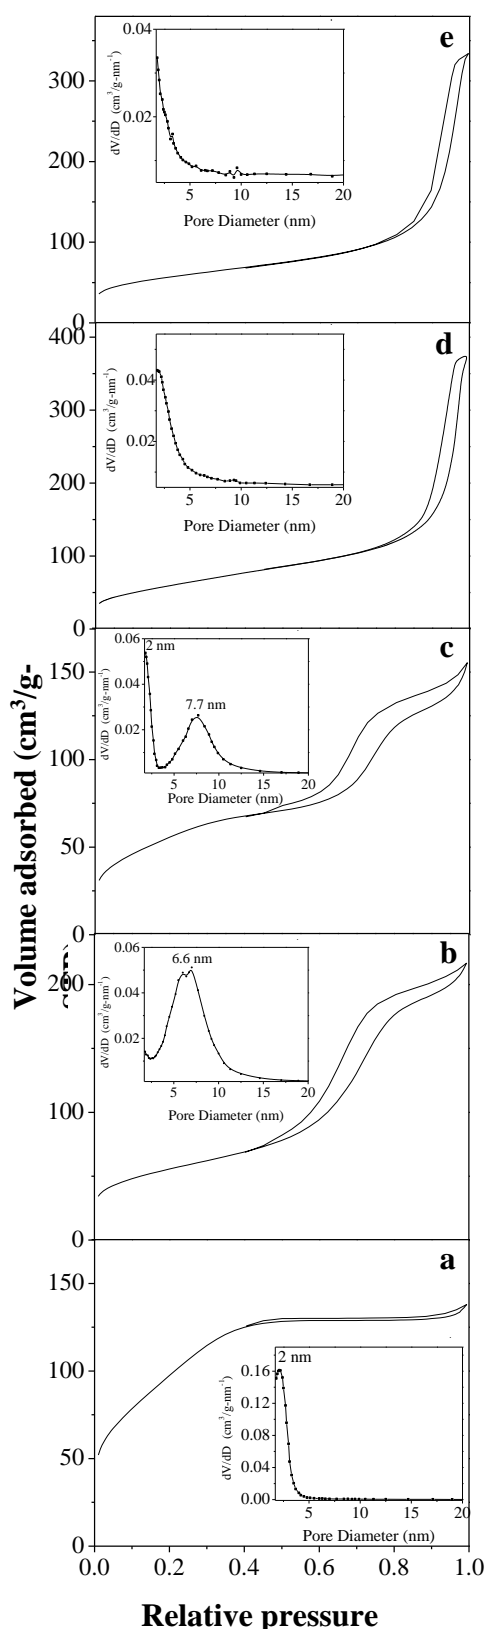 e
350
300
250
200
150
100
50
0
0.04
0.02
dV/dD (cm³/g-nm⁻¹)
5 10 15 20
Pore Diameter (nm)
d
400
300
200
100
0
0.04
0.02
dV/dD (cm³/g-nm⁻¹)
5 10 15 20
Pore Diameter (nm)
c
150
100
50
0
0.06
0.04
0.02
2 nm
7.7 nm
dV/dD (cm³/g-nm⁻¹)
5 10 15 20
Pore Diameter (nm)
Volume adsorbed (cm³/g-
b
200
100
0
0.06
0.04
0.02
6.6 nm
dV/dD (cm³/g-nm⁻¹)
5 10 15 20
Pore Diameter (nm)
a
150
100
50
0
2 nm
0.16
0.12
0.08
0.04
0.00
dV/dD (cm³/g-nm⁻¹)
5 10 15 20
Pore Diameter (nm)
0.0 0.2 0.4 0.6 0.8 1.0
Relative pressure